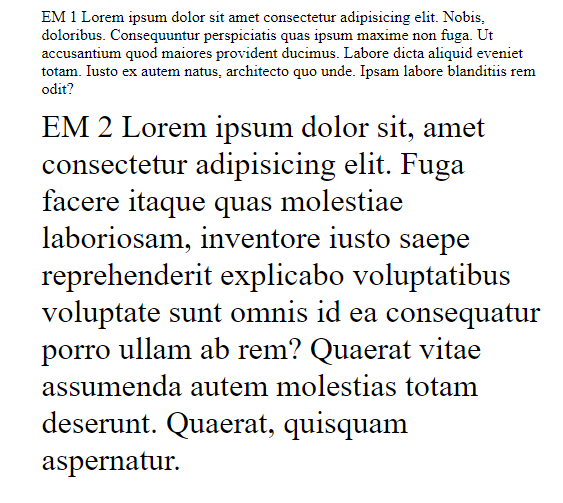 EM 1 Lorem ipsum dolor sit amet consectetur adipisicing elit. Nobis,
doloribus. Consequuntur perspiciatis quas ipsum maxime non fuga. Ut
accusantium quod maiores provident ducimus. Labore dicta aliquid eveniet
totam. Iusto ex autem natus, architecto quo unde. Ipsam labore blanditiis rem
odit?
EM 2 Lorem ipsum dolor sit, amet
consectetur adipisicing elit. Fuga
facere itaque quas molestiae
laboriosam, inventore iusto saepe
reprehenderit explicabo voluptatibus
voluptate sunt omnis id ea consequatur
porro ullam ab rem? Quaerat vitae
assumenda autem molestias totam
deserunt. Quaerat, quisquam
aspernatur.